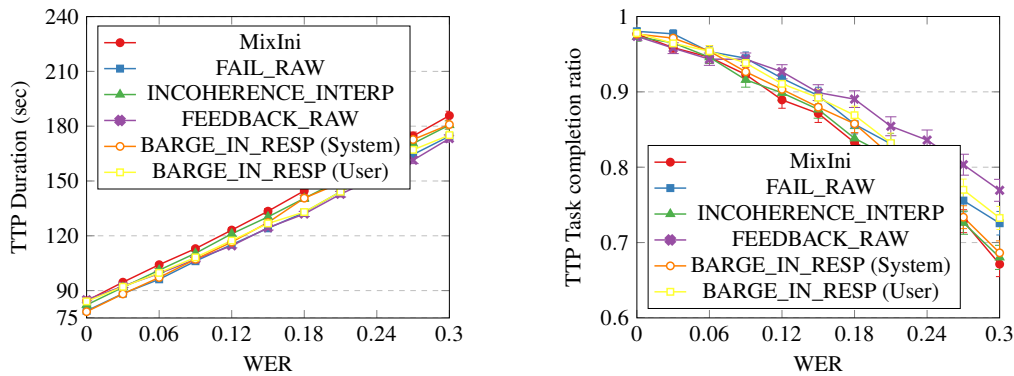 240
210
180
150
120
90
75
TTP Duration (sec)
MixIni
FAIL_RAW
INCOHERENCE_INTERP
FEEDBACK_RAW
BARGE_IN_RESP (System)
BARGE_IN_RESP (User)
0 0.06 0.12 0.18 0.24 0.3
WER
1
0.9
0.8
0.7
0.6
TTP Task completion ratio
MixIni
FAIL_RAW
INCOHERENCE_INTERP
FEEDBACK_RAW
BARGE_IN_RESP (System)
BARGE_IN_RESP (User)
0 0.06 0.12 0.18 0.24 0.3
WER